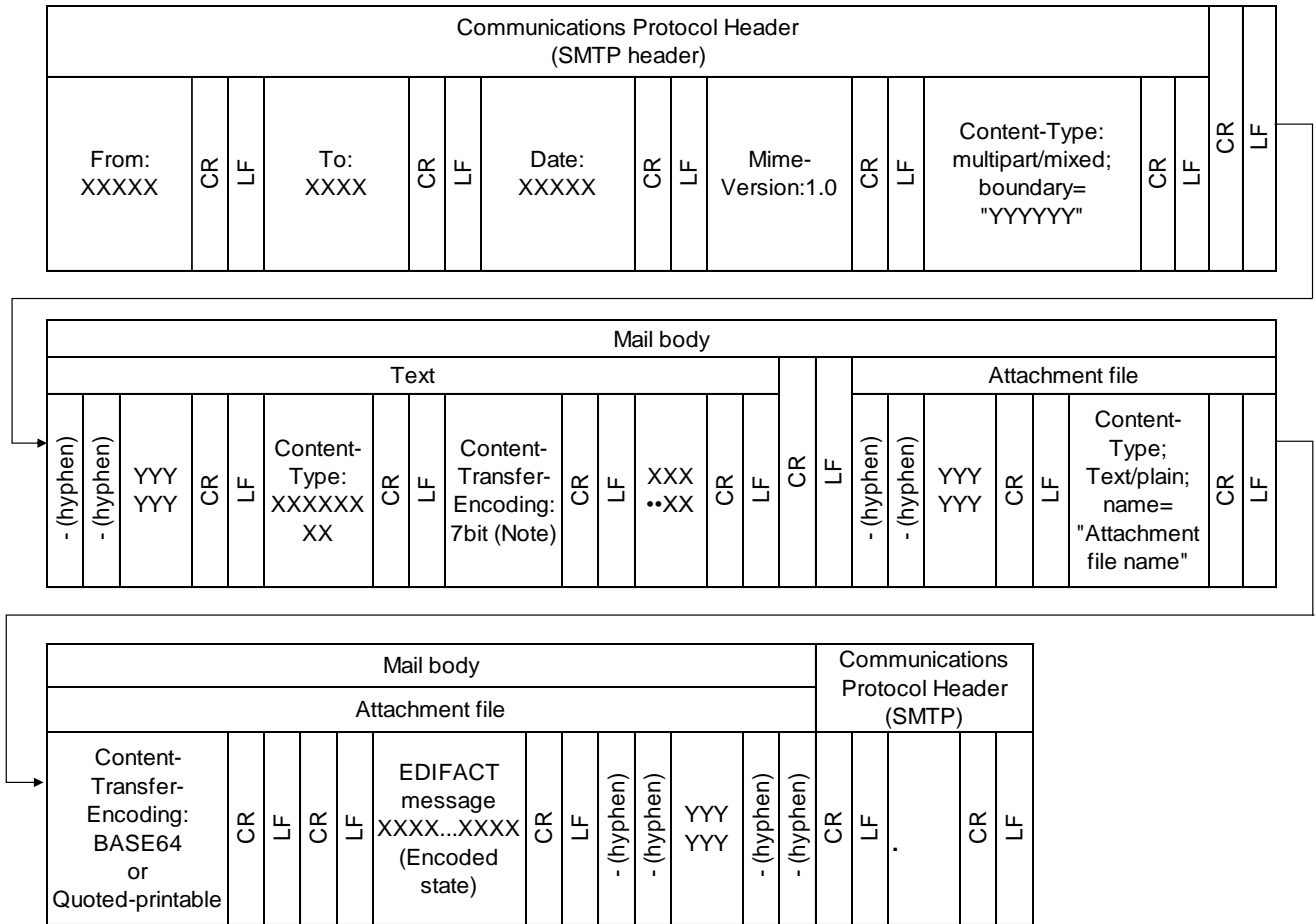 Communications Protocol Header
(SMTP header)
From:
XXXXX
CR
LF
To:
XXXX
CR
LF
Date:
XXXXX
CR
LF
Mime-
Version:1.0
CR
LF
Content-Type:
multipart/mixed;
boundary=
"YYYYYY"
CR
LF
CR
LF
Mail body
Text
Attachment file
- (hyphen)
- (hyphen)
YYY
YYY
CR
LF
Content-
Type:
XXXXXX
XX
CR
LF
Content-
Transfer-
Encoding:
7bit (Note)
CR
LF
XXX
••XX
CR
LF
CR
LF
- (hyphen)
- (hyphen)
YYY
YYY
CR
LF
Content-
Type;
Text/plain;
name=
"Attachment
file name"
CR
LF
Mail body
Communications
Protocol Header
(SMTP)
Attachment file
Content-
Transfer-
Encoding:
BASE64
or
Quoted-printable
CR
LF
CR
LF
EDIFACT
message
XXXX...XXXX
(Encoded
state)
CR
LF
- (hyphen)
- (hyphen)
YYY
YYY
- (hyphen)
- (hyphen)
CR
LF
.
CR
LF